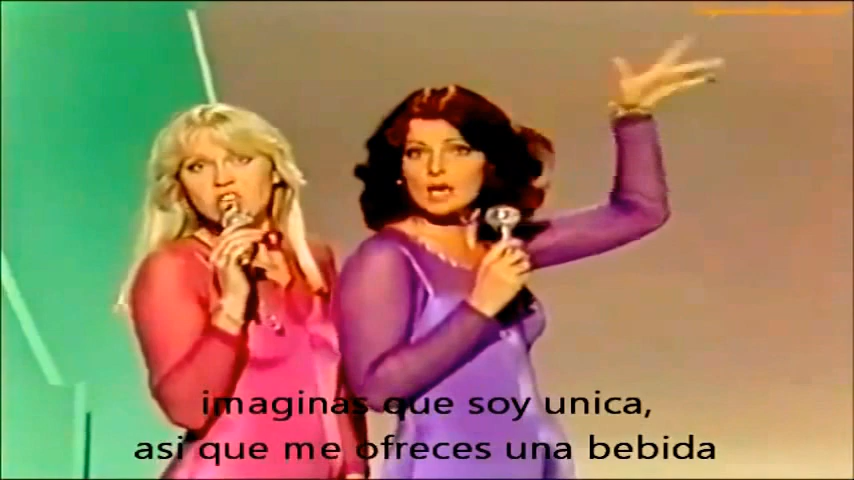 imaginas que soy unica,
asi que me ofreces una bebida